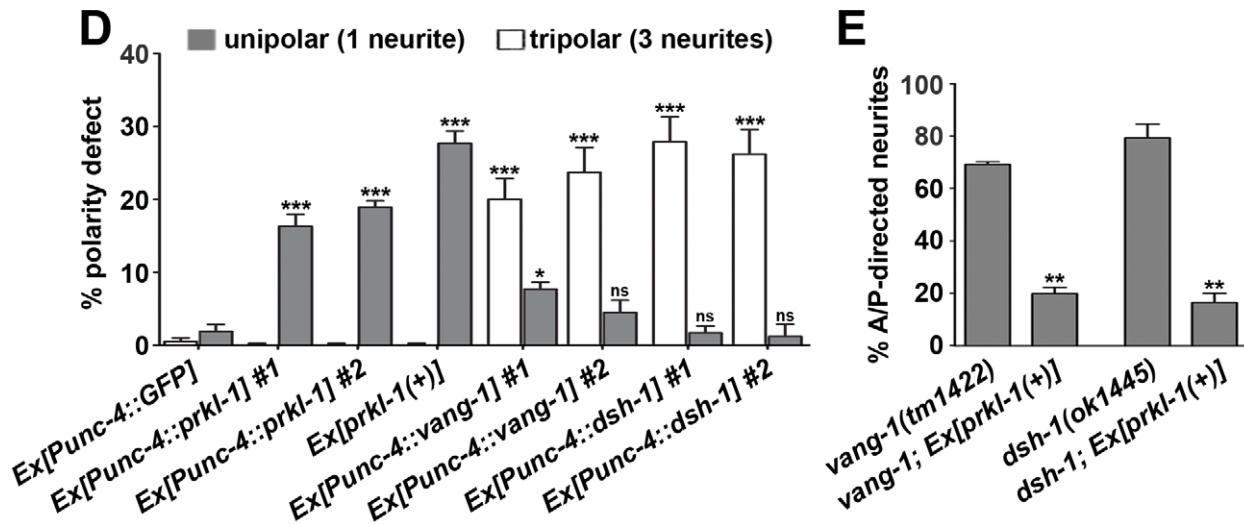 D
unipolar (1 neurite)
tripolar (3 neurites)
% polarity defect
40
30
20
10
0
***
***
***
***
*
***
ns
***
ns
***
ns
Ex[Punc-4::GFP]
Ex[Punc-4::prkl-1] #1
Ex[Punc-4::prkl-1] #2
Ex[prkl-1(+)]
Ex[Punc-4::vang-1] #1
Ex[Punc-4::vang-1] #2
Ex[Punc-4::dsh-1] #1
Ex[Punc-4::dsh-1] #2
E
% A/P-directed neurites
100
80
60
40
20
0
**
**
vang-1(tm1422)
vang-1; Ex[prkl-1(+)]
dsh-1(ok1445)
dsh-1; Ex[prkl-1(+)]